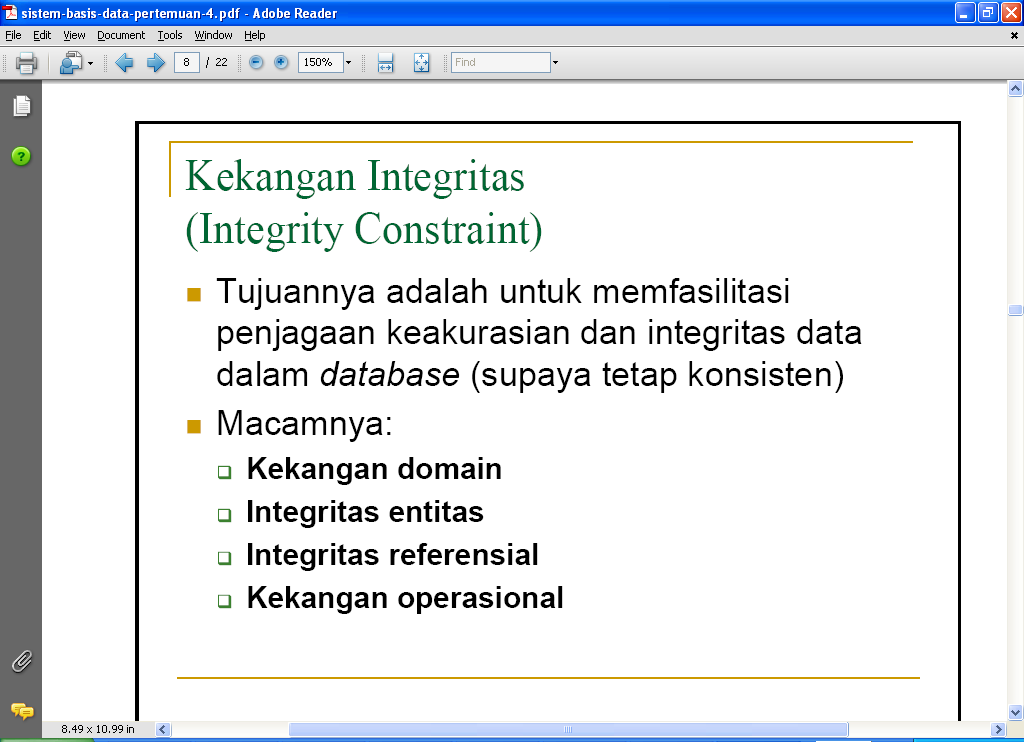 sistem-basis-data-pertemuan-4.pdf - Adobe Reader
File Edit View Document Tools Window Help
8 / 22 150% Find
Kekangan Integritas
(Integrity Constraint)
Tujuannya adalah untuk memfasilitasi
penjagaan keakurasian dan integritas data
dalam database (supaya tetap konsisten)
Macamnya:
Kekangan domain
Integritas entitas
Integritas referensial
Kekangan operasional
8.49 x 10.99 in